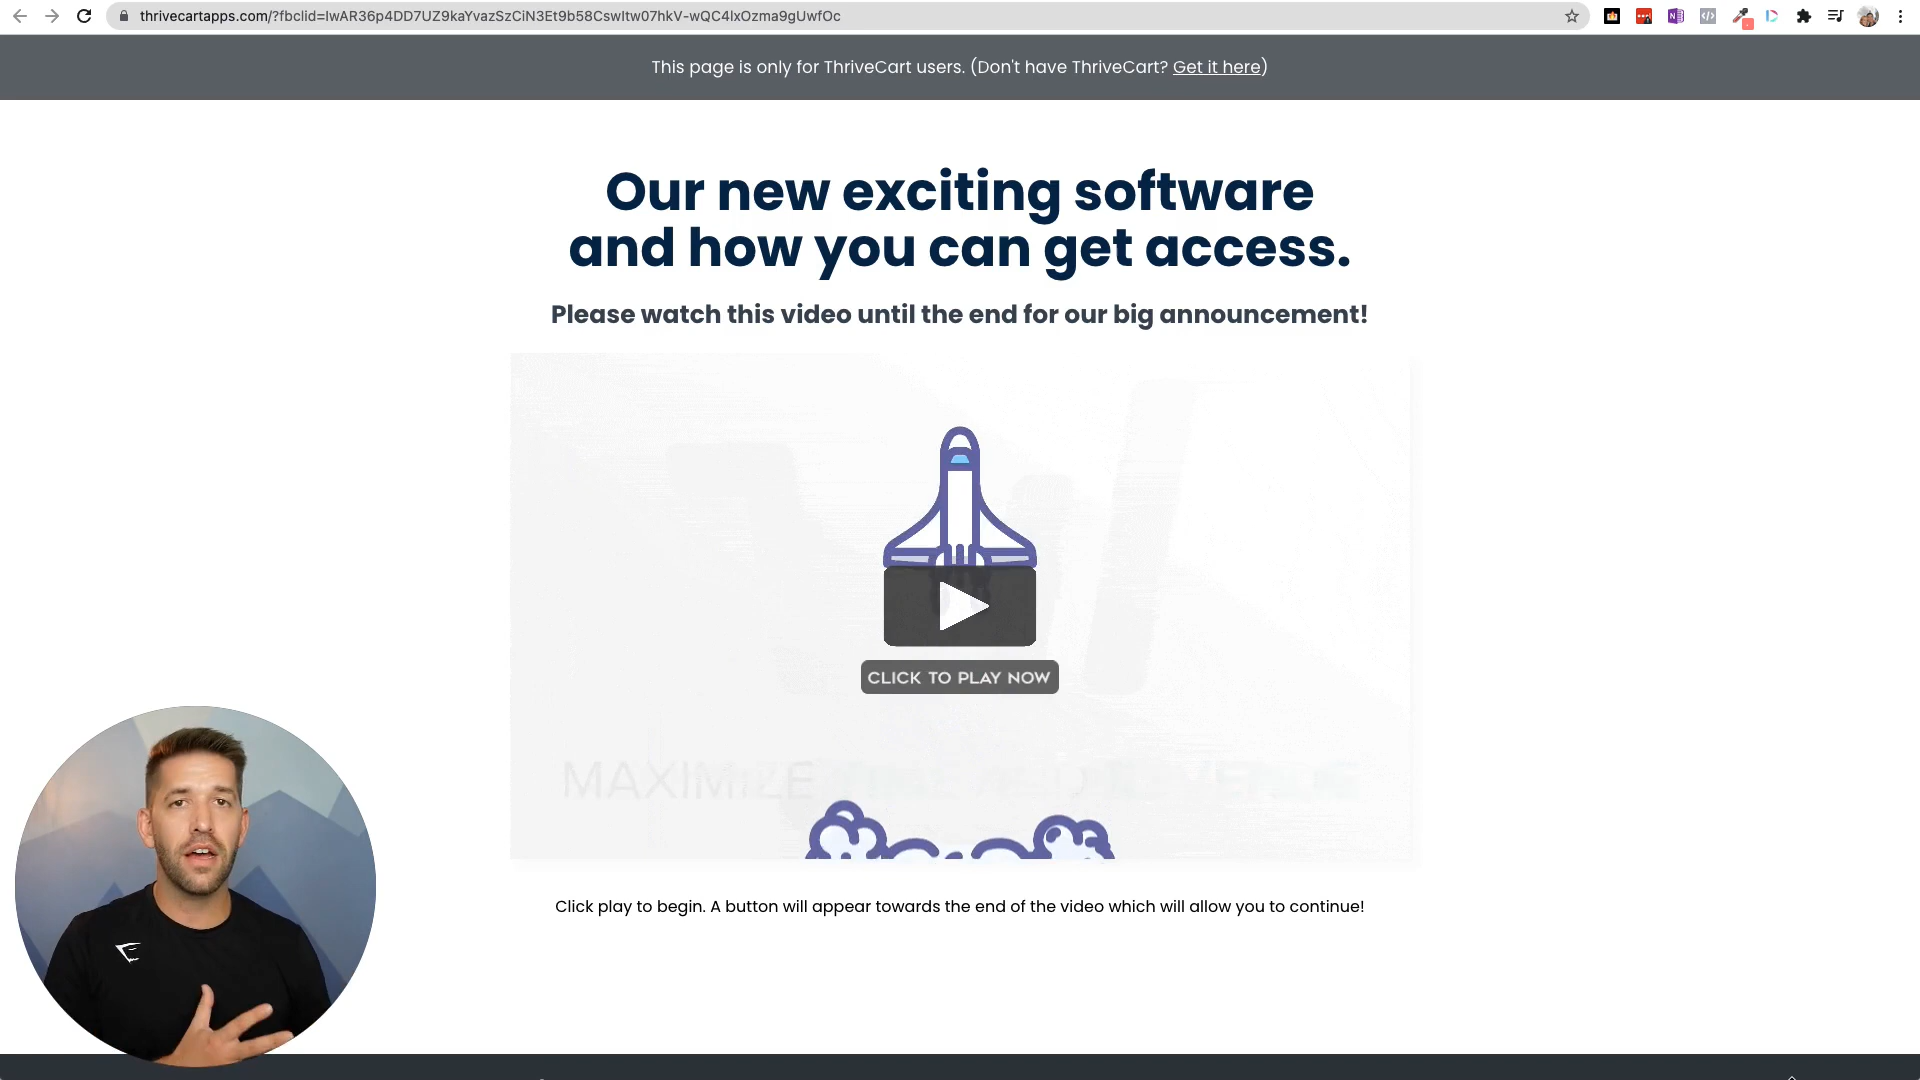 thrivecartapps.com/?fbclid=IwAR36p4DD7UZ9kaYvazSzCiN3Et9b58CswItw07hkV-wQC4lxOzma9gUwfOc
This page is only for ThriveCart users. (Don't have ThriveCart? Get it here)
Our new exciting software
and how you can get access.
Please watch this video until the end for our big announcement!
CLICK TO PLAY NOW
MAXIMIZE
Click play to begin. A button will appear towards the end of the video which will allow you to continue!